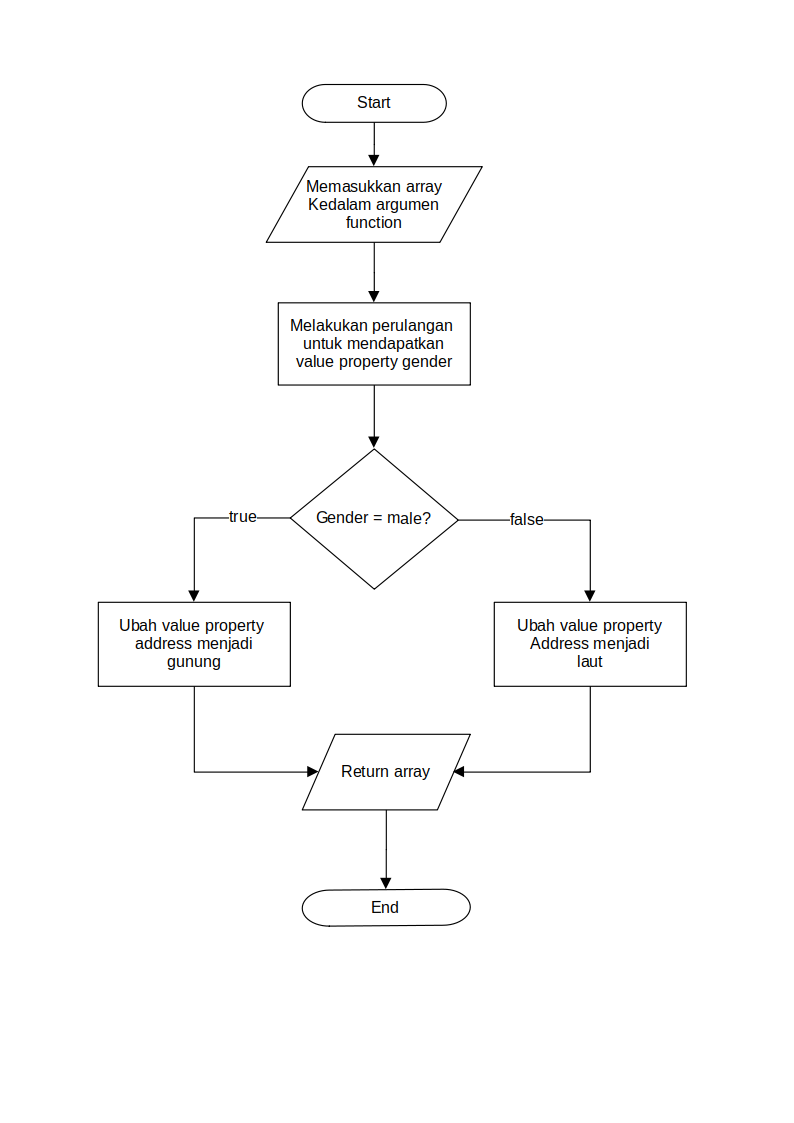 Start
Memasukkan array
Kedalam argumen
function
Melakukan perulangan
untuk mendapatkan
value property gender
Gender = male?
true
false
Ubah value property
address menjadi
gunung
Ubah value property
Address menjadi
laut
Return array
End